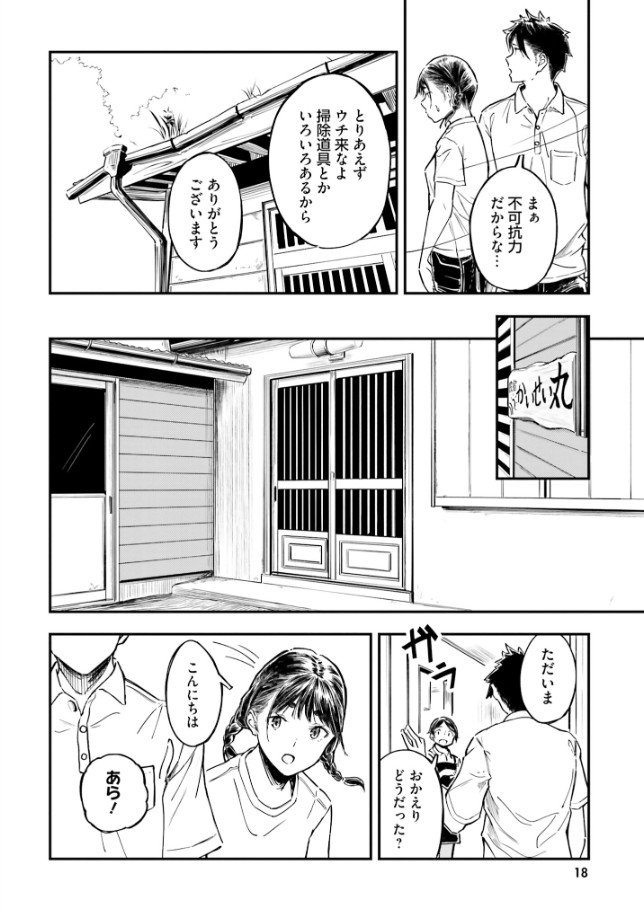 まぁ
不可抗力
だからな…
とりあえず
ウチ来なよ
掃除道具とか
いろいろあるから
ありがとう
ございます
かいせい丸
ただいま
ギィッ
おかえり
どうだった？
こんにちは
あら！
18